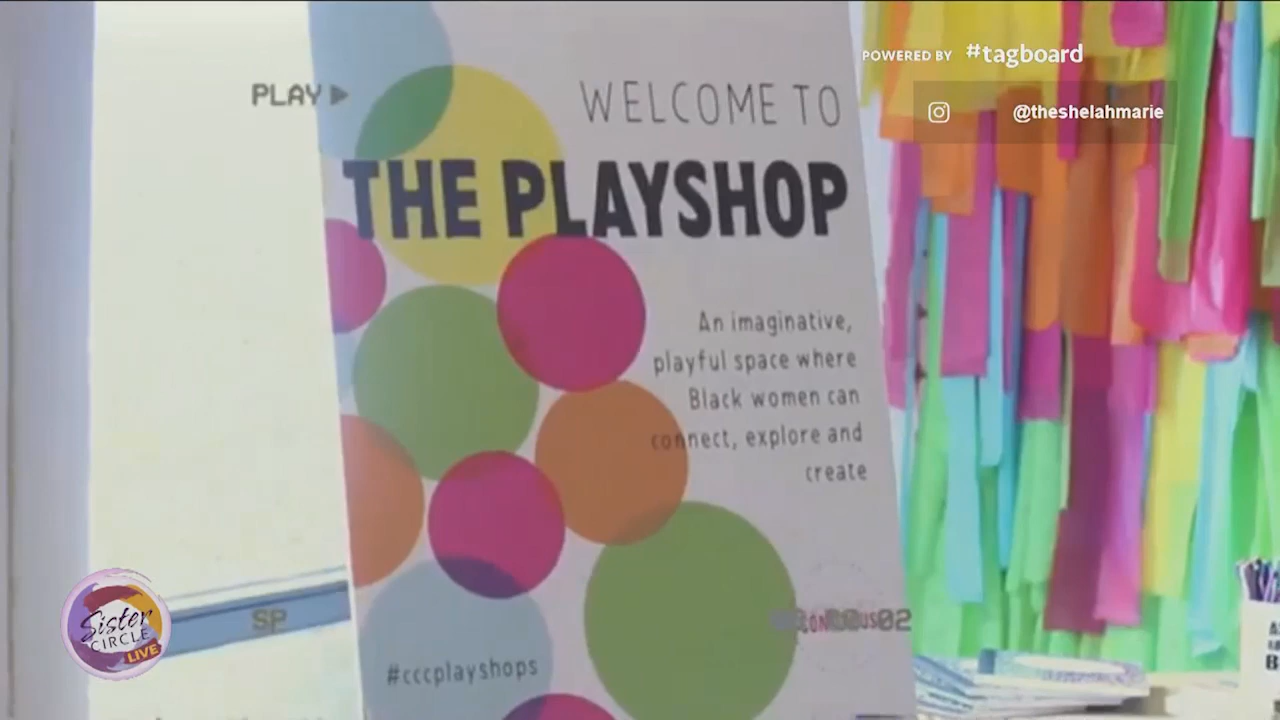 POWERED BY #tagboard
@theshelahmarie
PLAY
WELCOME TO
THE PLAYSHOP
An imaginative,
playful space where
Black women can
connect, explore and
create
SP
#cccplayshops
Sister
CIRCLE
LIVE